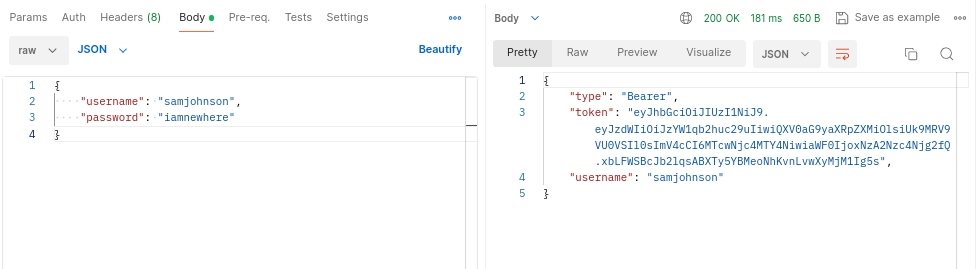 Params Auth Headers (8) Body Pre-req. Tests Settings
raw JSON Beautify
1 {
2 "username": "samjohnson",
3 "password": "iamnewhere"
4 }
Body 200 OK 181 ms 650 B Save as example
Pretty Raw Preview Visualize JSON
1 {
2 "type": "Bearer",
3 "token": "eyJhbGciOiJIUzI1NiJ9.
eyJzdWIiOiJzYW1qb2huc29uIiwiQXV0aG9yaXRpZXMiOlsiUk9MRV9
VU0VSIl0sImV4cCI6MTcwNjc4MTY4NiwiaWF0IjoxNzA2Nzc4Njg2fQ
.xbLFWSBcJb2lqsABXTy5YBMeoNhKvnLvwXyMjM1Ig5s",
4 "username": "samjohnson"
5 }